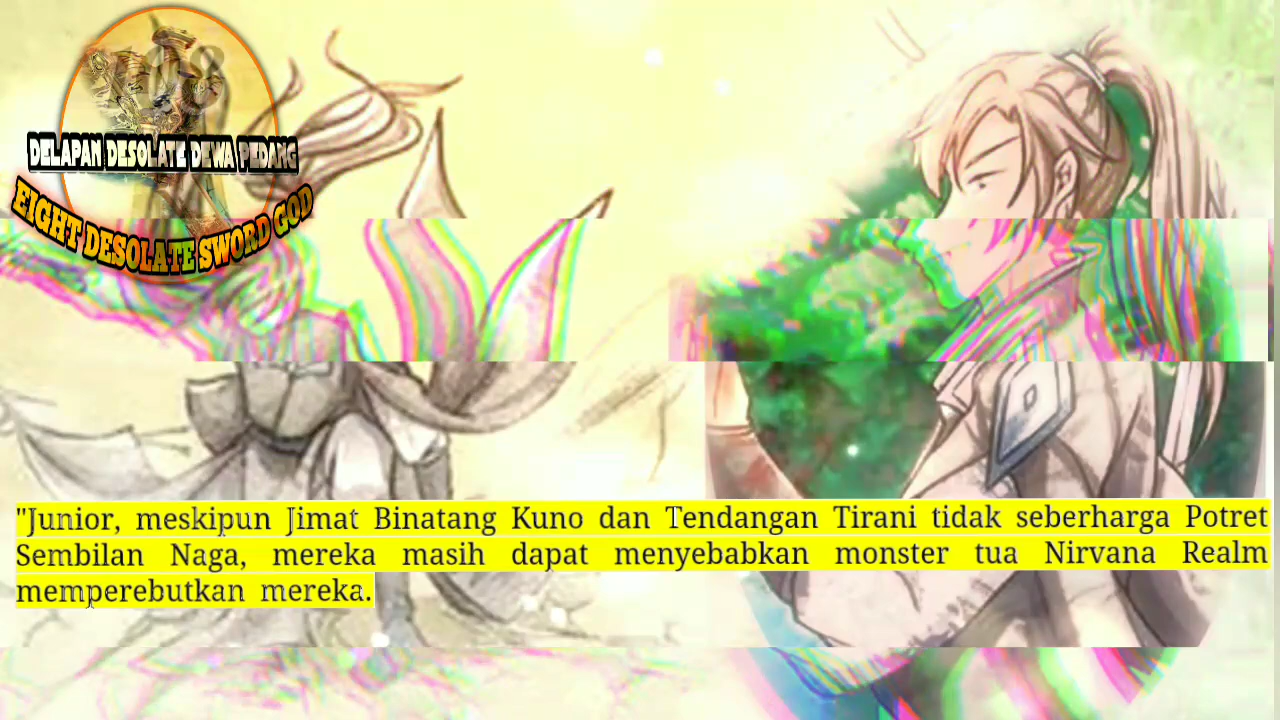 DELAPAN DESOLATE DEWA PEDANG
EIGHT DESOLATE SWORD GOD
"Junior, meskipun Jimat Binatang Kuno dan Tendangan Tirani tidak seberharga Potret
Sembilan Naga, mereka masih dapat menyebabkan monster tua Nirvana Realm
memperebutkan mereka.